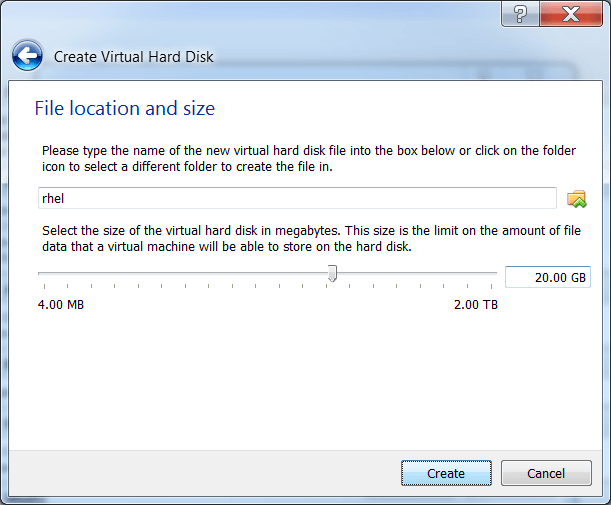 Create Virtual Hard Disk
File location and size
Please type the name of the new virtual hard disk file into the box below or click on the folder
icon to select a different folder to create the file in.
rhel
Select the size of the virtual hard disk in megabytes. This size is the limit on the amount of file
data that a virtual machine will be able to store on the hard disk.
20.00 GB
4.00 MB 2.00 TB
Create Cancel